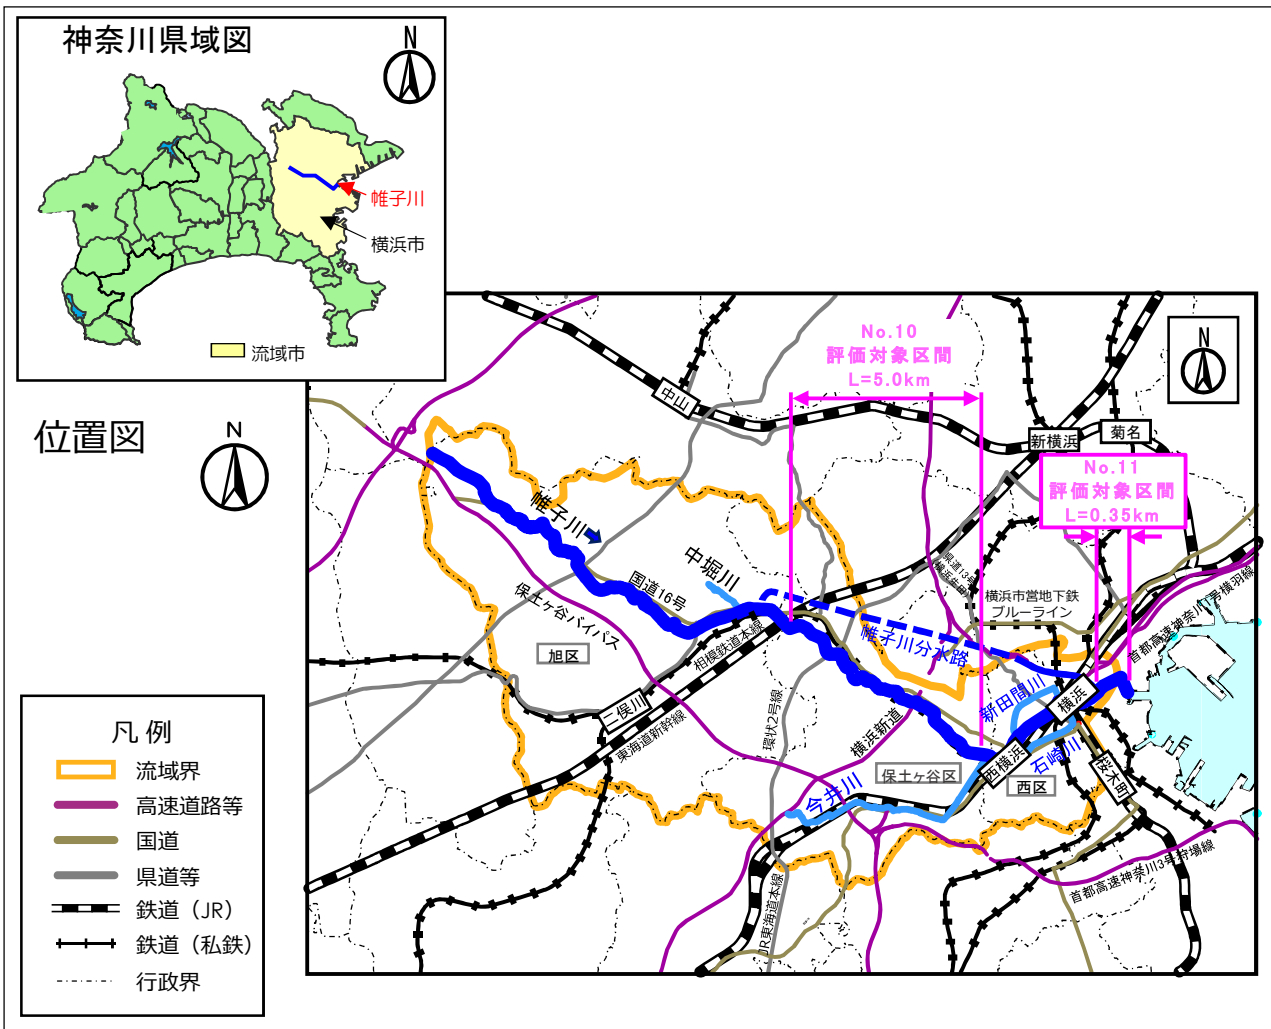 神奈川県域図
N
帷子川
横浜市
流域市
位置図
N
N
No.10
評価対象区間
L=5.0km
No.11
評価対象区間
L=0.35km
中山
新横浜
菊名
帷子川
中堀川
国道16号
保土ヶ谷バイパス
旭区
相模鉄道本線
二俣川
東海道新幹線
環状2号線
横浜新道
帷子川分水路
県道13号
横浜市営地下鉄
ブルーライン
首都高速神奈川1号横羽線
新田間川
横浜
西横浜
石崎川
桜木町
保土ヶ谷区
西区
今井川
JR東海道本線
首都高速神奈川3号狩場線
凡例
流域界
高速道路等
国道
県道等
鉄道（JR）
鉄道（私鉄）
行政界